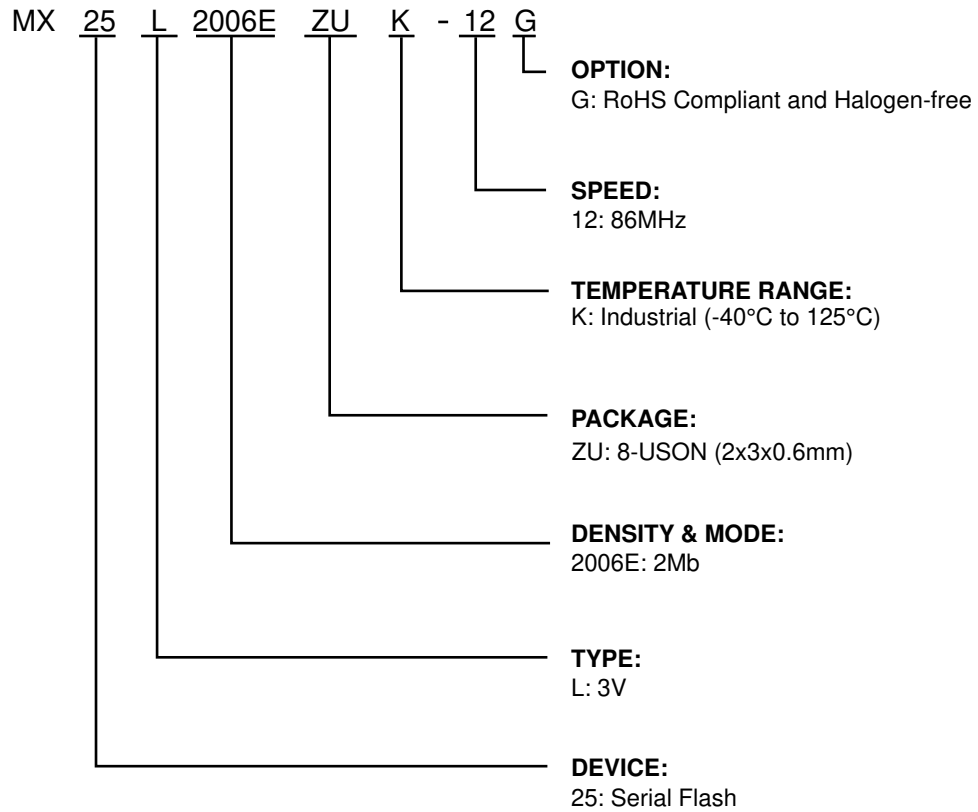 MX 25 L 2006E ZU K - 12 G
OPTION:
G: RoHS Compliant and Halogen-free
SPEED:
12: 86MHz
TEMPERATURE RANGE:
K: Industrial (-40°C to 125°C)
PACKAGE:
ZU: 8-USON (2x3x0.6mm)
DENSITY & MODE:
2006E: 2Mb
TYPE:
L: 3V
DEVICE:
25: Serial Flash